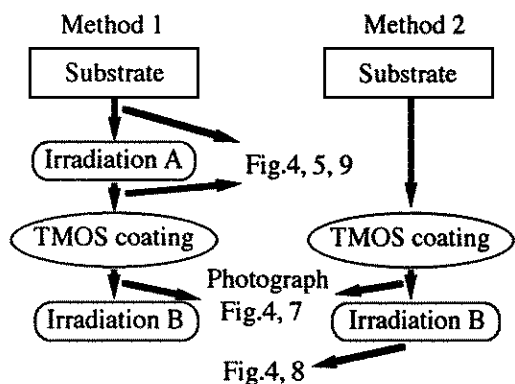 Method 1
Method 2
Substrate
Substrate
Irradiation A
Fig.4, 5, 9
TMOS coating
TMOS coating
Photograph
Fig.4, 7
Irradiation B
Irradiation B
Fig.4, 8